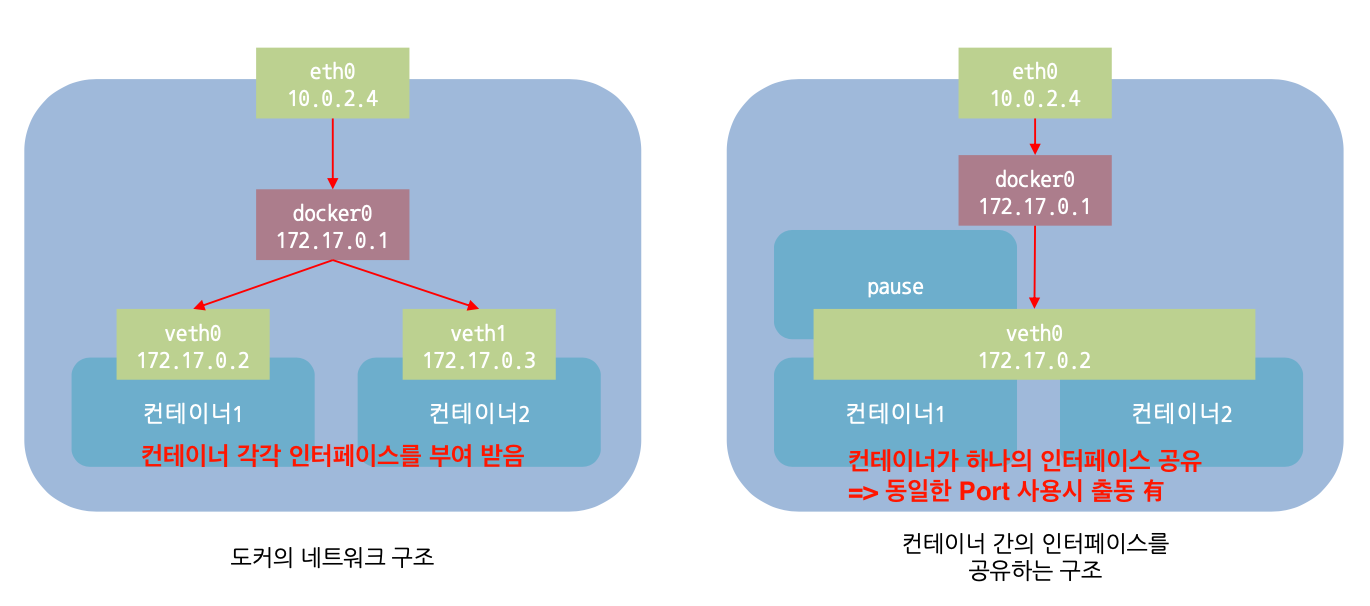 eth0
10.0.2.4
docker0
172.17.0.1
veth0
172.17.0.2
veth1
172.17.0.3
컨테이너1
컨테이너2
컨테이너 각각 인터페이스를 부여 받음
도커의 네트워크 구조
eth0
10.0.2.4
docker0
172.17.0.1
pause
veth0
172.17.0.2
컨테이너1
컨테이너2
컨테이너가 하나의 인터페이스 공유
=> 동일한 Port 사용시 출동 有
컨테이너 간의 인터페이스를
공유하는 구조